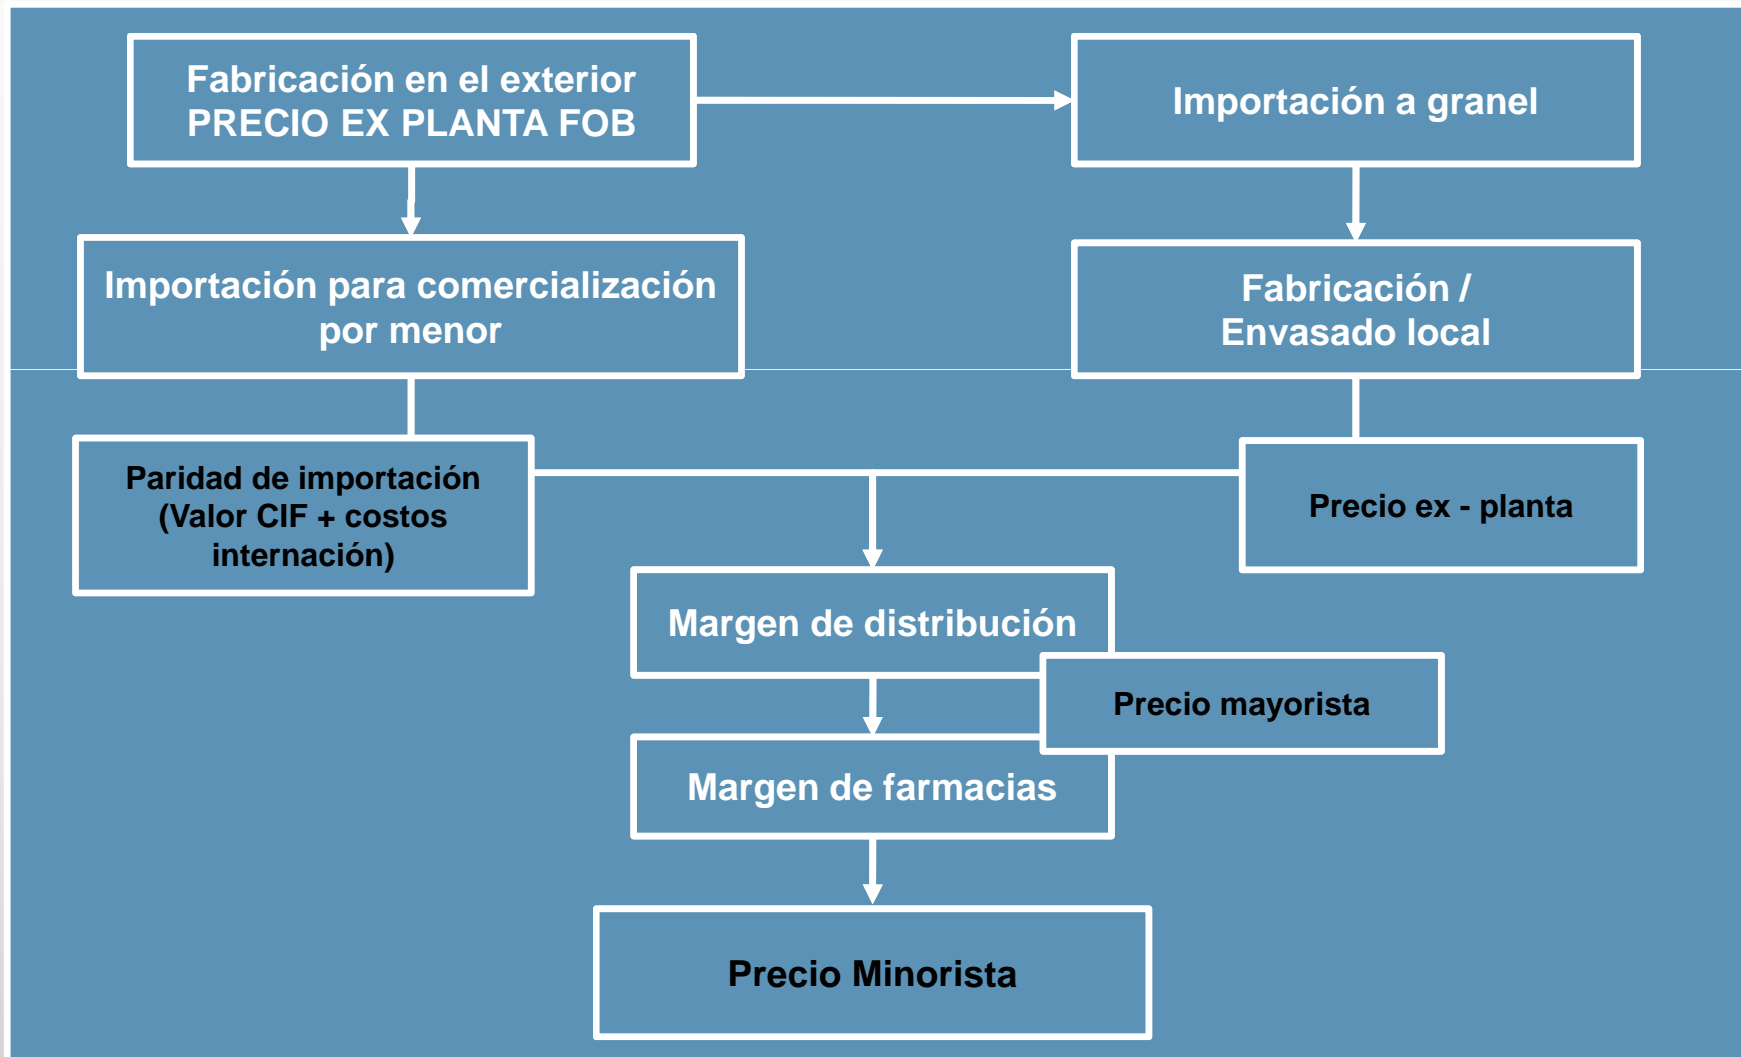 Fabricación en el exterior
PRECIO EX PLANTA FOB
Importación a granel
Importación para comercialización
por menor
Fabricación /
Envasado local
Paridad de importación
(Valor CIF + costos
internación)
Precio ex - planta
Margen de distribución
Precio mayorista
Margen de farmacias
Precio Minorista